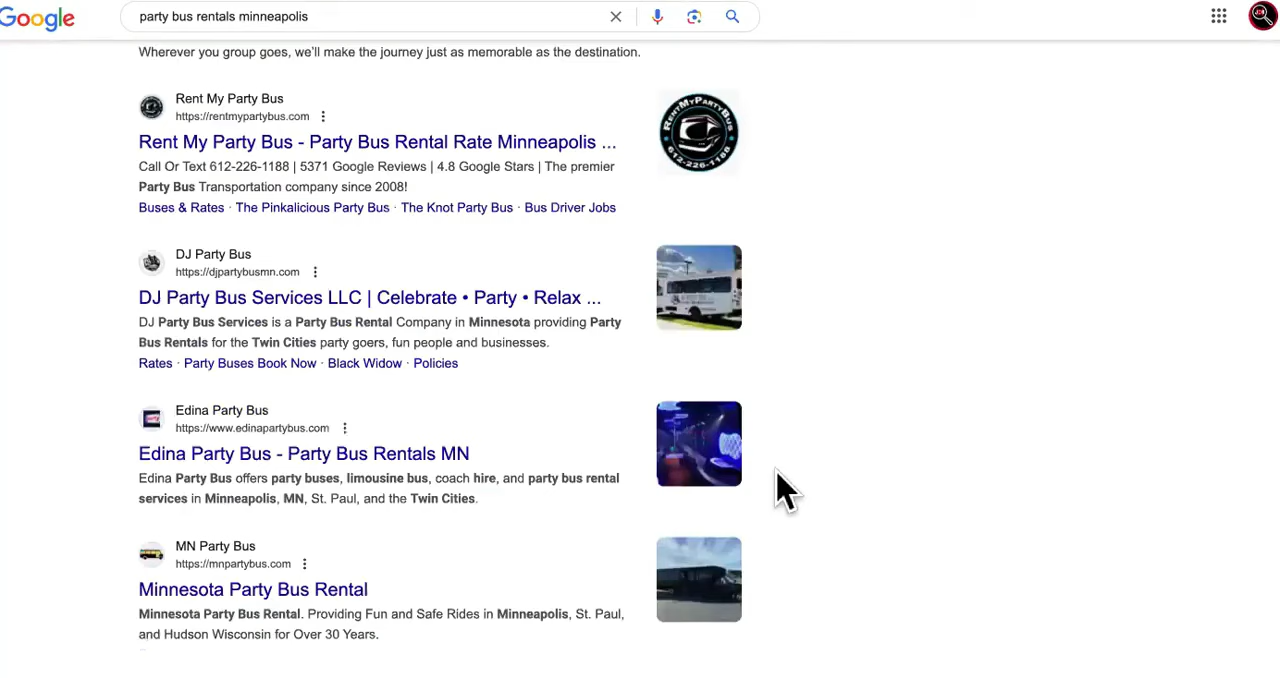 Google
party bus rentals minneapolis
Wherever you group goes, we'll make the journey just as memorable as the destination.
Rent My Party Bus
https://rentmypartybus.com
Rent My Party Bus - Party Bus Rental Rate Minneapolis ...
Call Or Text 612-226-1188 | 5371 Google Reviews | 4.8 Google Stars | The premier
Party Bus Transportation company since 2008!
Buses & Rates · The Pinkalicious Party Bus · The Knot Party Bus · Bus Driver Jobs
RENTMYPARTYBUS
612-226-1188
DJ Party Bus
https://djpartybusmn.com
DJ Party Bus Services LLC | Celebrate • Party • Relax ...
DJ Party Bus Services is a Party Bus Rental Company in Minnesota providing Party
Bus Rentals for the Twin Cities party goers, fun people and businesses.
Rates · Party Buses Book Now · Black Widow · Policies
Edina Party Bus
https://www.edinapartybus.com
Edina Party Bus - Party Bus Rentals MN
Edina Party Bus offers party buses, limousine bus, coach hire, and party bus rental
services in Minneapolis, MN, St. Paul, and the Twin Cities.
MN Party Bus
https://mnpartybus.com
Minnesota Party Bus Rental
Minnesota Party Bus Rental. Providing Fun and Safe Rides in Minneapolis, St. Paul,
and Hudson Wisconsin for Over 30 Years.